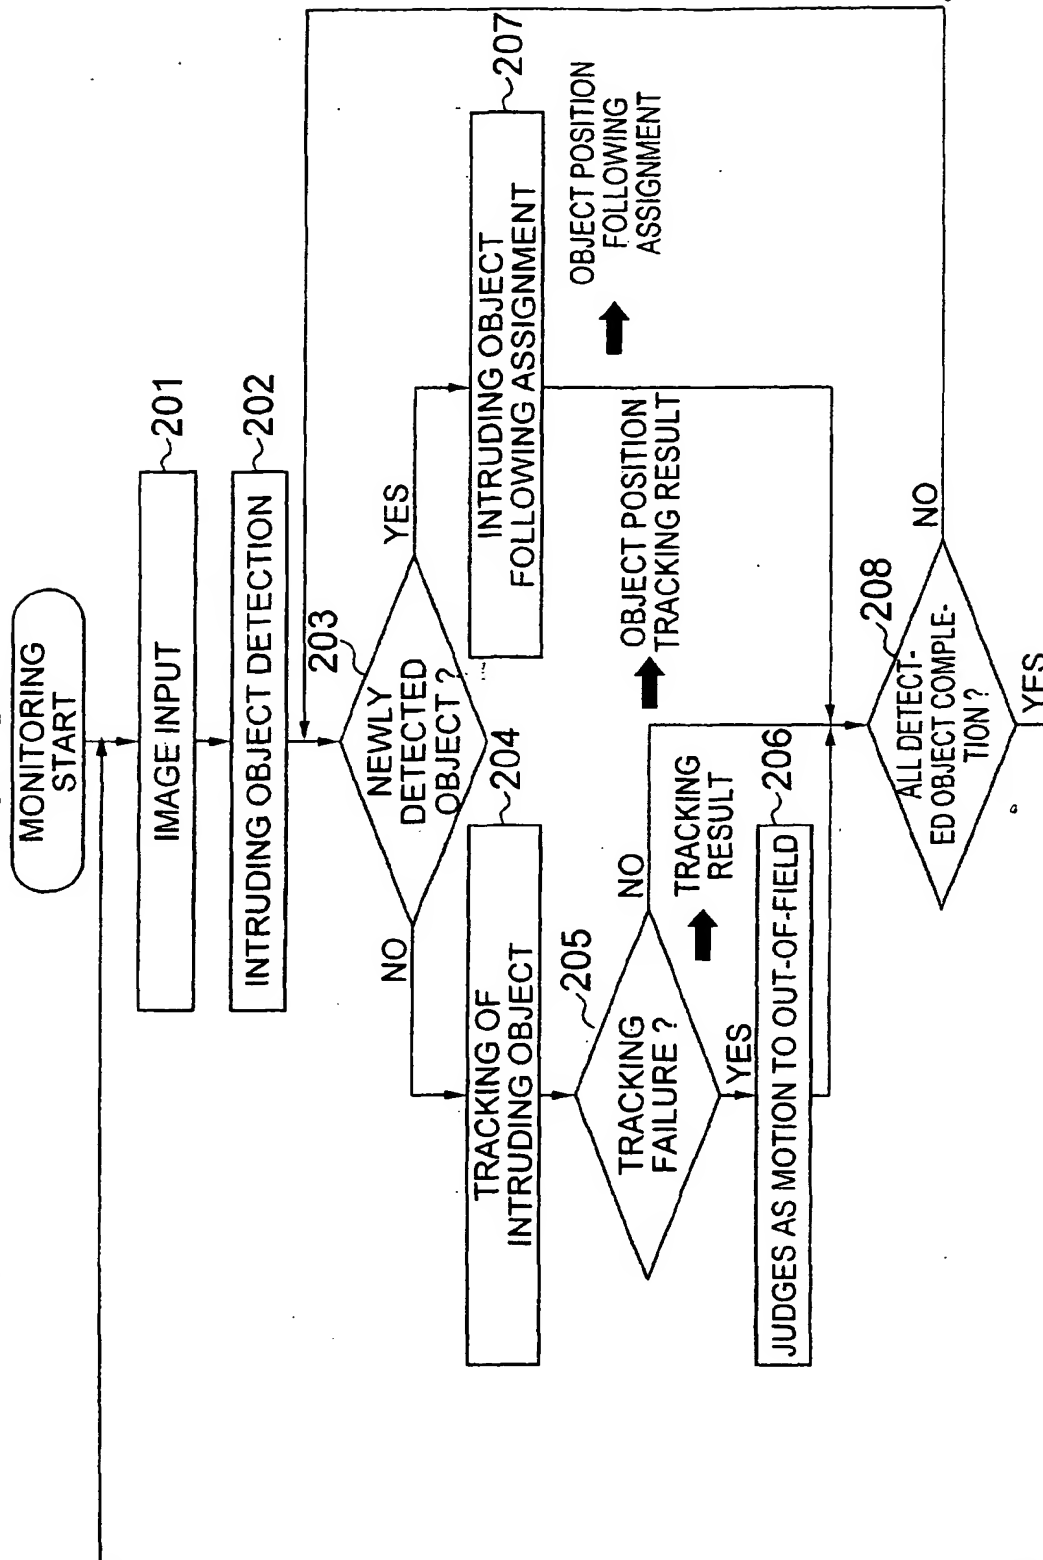 MONITORING
START
IMAGE INPUT
201
INTRUDING OBJECT DETECTION
202
NEWLY
DETECTED
OBJECT ?
203
YES
NO
INTRUDING OBJECT
FOLLOWING ASSIGNMENT
207
OBJECT POSITION
FOLLOWING
ASSIGNMENT
TRACKING OF
INTRUDING OBJECT
204
TRACKING
FAILURE ?
205
NO
YES
OBJECT POSITION
TRACKING RESULT
TRACKING
RESULT
JUDGES AS MOTION TO OUT-OF-FIELD
206
ALL DETECT-
ED OBJECT COMPLE-
TION ?
208
NO
YES